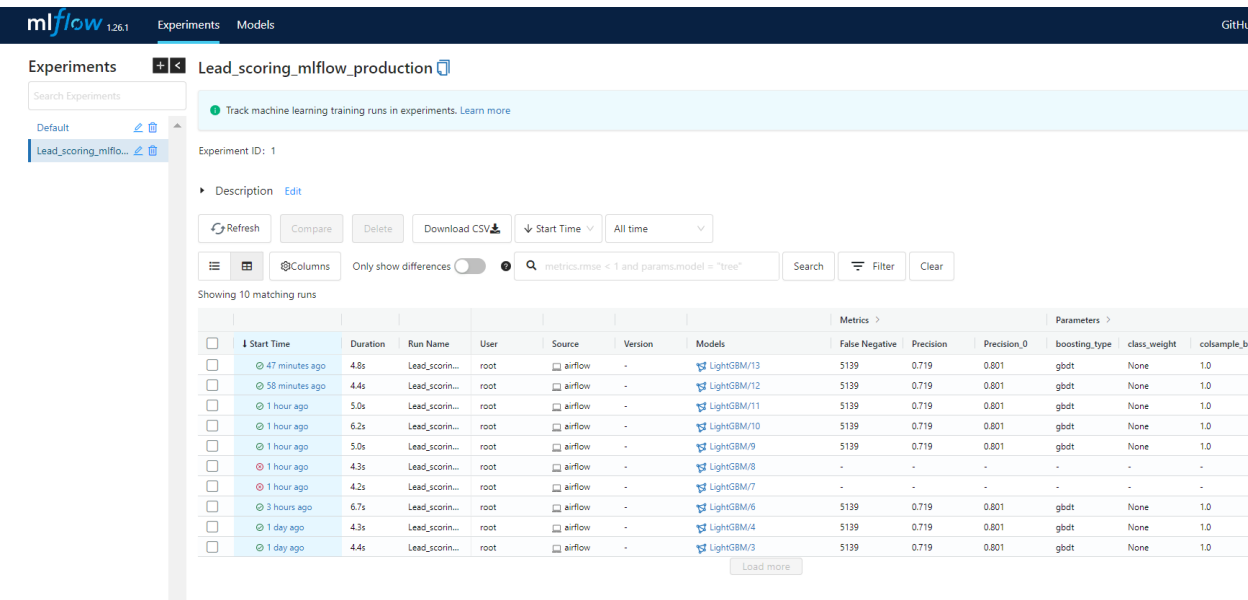 mlflow 1.26.1 Experiments Models GitHu
Experiments
Search Experiments
Default
Lead_scoring_mlflo...
Lead_scoring_mlflow_production
Track machine learning training runs in experiments. Learn more
Experiment ID: 1
Description Edit
Refresh Compare Delete Download CSV Start Time All time
Columns Only show differences metrics.rmse < 1 and params.model = "tree" Search Filter Clear
Showing 10 matching runs
Metrics > Parameters >
↓ Start Time Duration Run Name User Source Version Models False Negative Precision Precision_0 boosting_type class_weight colsample_b
47 minutes ago 4.8s Lead_scorin... root airflow - LightGBM/13 5139 0.719 0.801 gbdt None 1.0
58 minutes ago 4.4s Lead_scorin... root airflow - LightGBM/12 5139 0.719 0.801 gbdt None 1.0
1 hour ago 5.0s Lead_scorin... root airflow - LightGBM/11 5139 0.719 0.801 gbdt None 1.0
1 hour ago 6.2s Lead_scorin... root airflow - LightGBM/10 5139 0.719 0.801 gbdt None 1.0
1 hour ago 5.0s Lead_scorin... root airflow - LightGBM/9 5139 0.719 0.801 gbdt None 1.0
1 hour ago 4.3s Lead_scorin... root airflow - LightGBM/8 - - - - - -
1 hour ago 4.2s Lead_scorin... root airflow - LightGBM/7 - - - - - -
3 hours ago 6.7s Lead_scorin... root airflow - LightGBM/6 5139 0.719 0.801 gbdt None 1.0
1 day ago 4.3s Lead_scorin... root airflow - LightGBM/4 5139 0.719 0.801 gbdt None 1.0
1 day ago 4.4s Lead_scorin... root airflow - LightGBM/3 5139 0.719 0.801 gbdt None 1.0
Load more